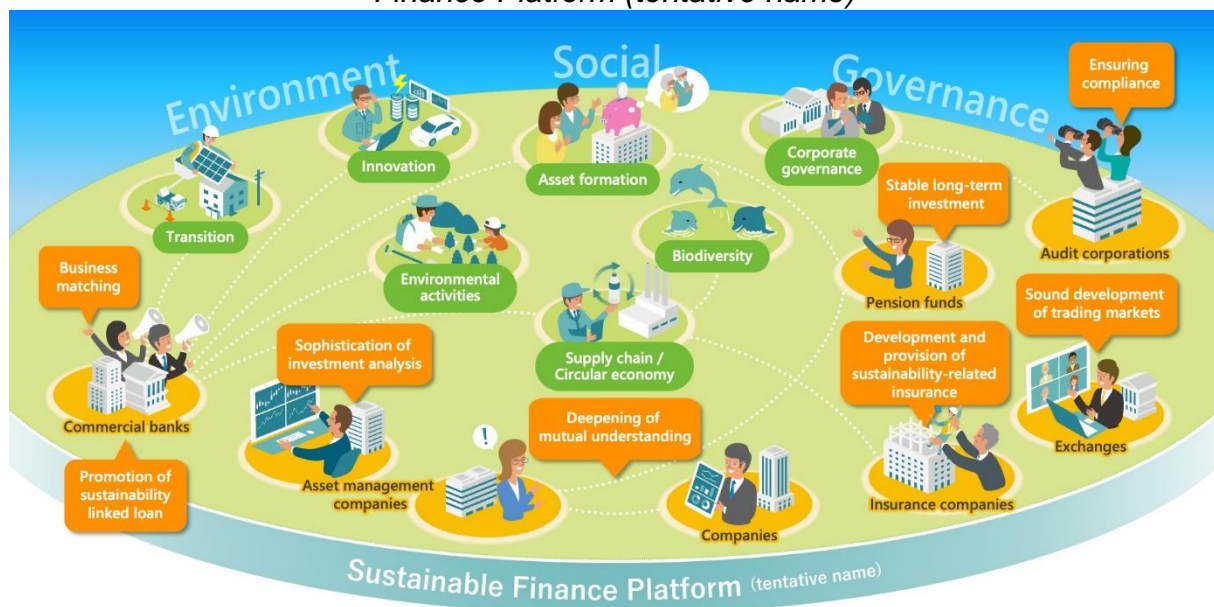 Finance Platform (tentative name)
Environment
Social
Governance
Ensuring
compliance
Innovation
Asset formation
Corporate
governance
Stable long-term
investment
Transition
Audit corporations
Environmental
activities
Biodiversity
Pension funds
Business
matching
Sound development
of trading markets
Sophistication of
investment analysis
Supply chain /
Circular economy
Development and
provision of
sustainability-related
insurance
Commercial banks
Deepening of
mutual understanding
Exchanges
Promotion of
sustainability
linked loan
Asset management
companies
!
Companies
Insurance companies
Sustainable Finance Platform (tentative name)